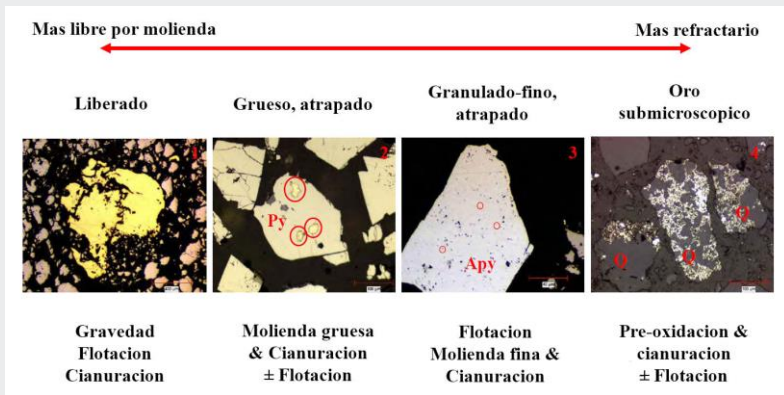 Mas libre por molienda
Mas refractario
Liberado
Grueso, atrapado
Granulado-fino,
atrapado
Oro
submicroscopico
1
2
3
4
Py
Apy
Q
Q
Q
Gravedad
Flotacion
Cianuracion
Molienda gruesa
& Cianuracion
± Flotacion
Flotacion
Molienda fina &
Cianuracion
Pre-oxidacion &
cianuracion
± Flotacion